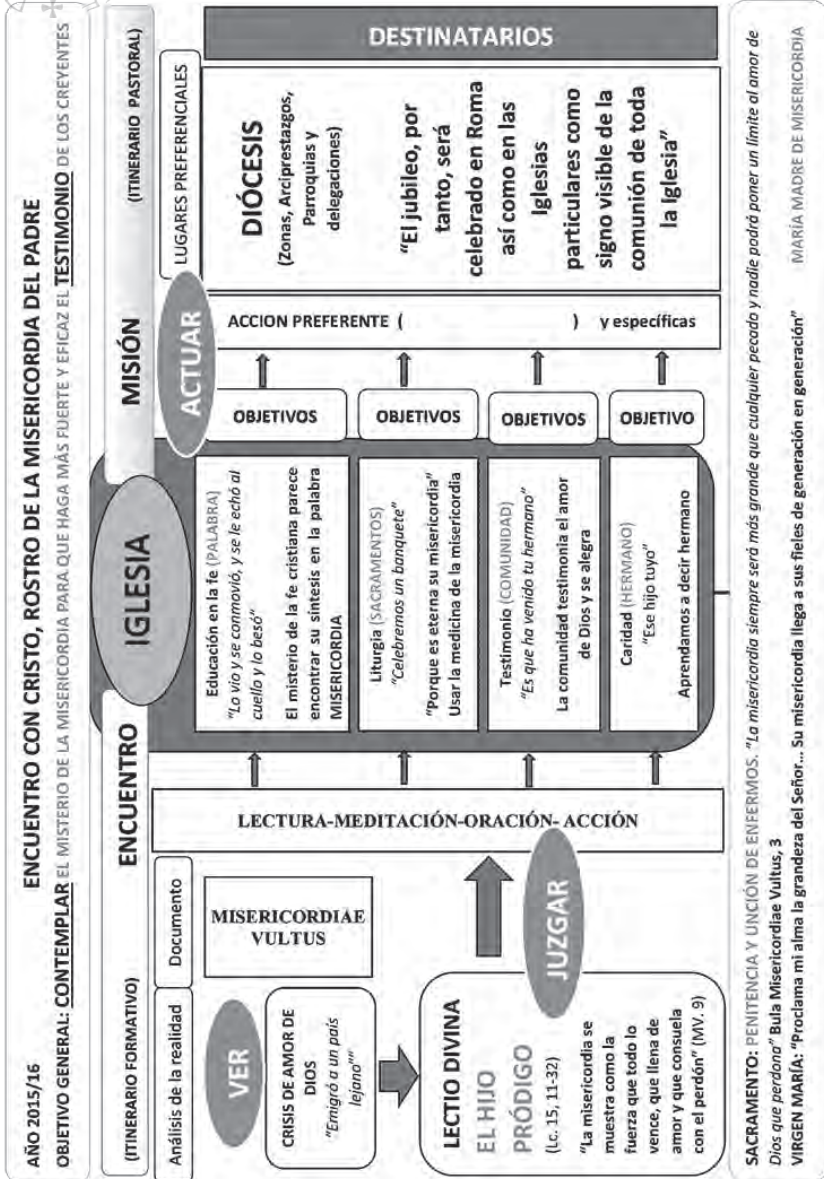 AÑO 2015/16
ENCUENTRO CON CRISTO, ROSTRO DE LA MISERICORDIA DEL PADRE
OBJETIVO GENERAL: CONTEMPLAR EL MISTERIO DE LA MISERICORDIA PARA QUE HAGA MÁS FUERTE Y EFICAZ EL TESTIMONIO DE LOS CREYENTES
(ITINERARIO FORMATIVO)
ENCUENTRO
IGLESIA
MISIÓN
(ITINERARIO PASTORAL)
Análisis de la realidad
Documento
VER
CRISIS DE AMOR DE
DIOS
"Emigró a un país
lejano""
MISERICORDIAE
VULTUS
LECTIO DIVINA
EL HIJO
PRÓDIGO
(Lc. 15, 11-32)
"La misericordia se
muestra como la
fuerza que todo lo
vence, que llena de
amor y que consuela
con el perdón" (MV. 9)
JUZGAR
LECTURA-MEDITACIÓN-ORACIÓN- ACCIÓN
Educación en la fe (PALABRA)
"Lo vio y se conmovió, y se le echó al
cuello y lo besó"
El misterio de la fe cristiana parece
encontrar su síntesis en la palabra
MISERICORDIA
Liturgia (SACRAMENTOS)
"Celebremos un banquete"
"Porque es eterna su misericordia"
Usar la medicina de la misericordia
Testimonio (COMUNIDAD)
"Es que ha venido tu hermano"
La comunidad testimonia el amor
de Dios y se alegra
Caridad (HERMANO)
"Ese hijo tuyo"
Aprendamos a decir hermano
ACTUAR
OBJETIVOS
OBJETIVOS
OBJETIVOS
OBJETIVO
LUGARES PREFERENCIALES
ACCION PREFERENTE ( ) y específicas
DIÓCESIS
(Zonas, Arciprestazgos,
Parroquias y
delegaciones)
"El jubileo, por
tanto, será
celebrado en Roma
así como en las
Iglesias
particulares como
signo visible de la
comunión de toda
la Iglesia"
DESTINATARIOS
SACRAMENTO: PENITENCIA Y UNCIÓN DE ENFERMOS. "La misericordia siempre será más grande que cualquier pecado y nadie podrá poner un límite al amor de
Dios que perdona" Bula Misericordiae Vultus, 3
VIRGEN MARÍA: "Proclama mi alma la grandeza del Señor... Su misericordia llega a sus fieles de generación en generación"
MARÍA MADRE DE MISERICORDIA